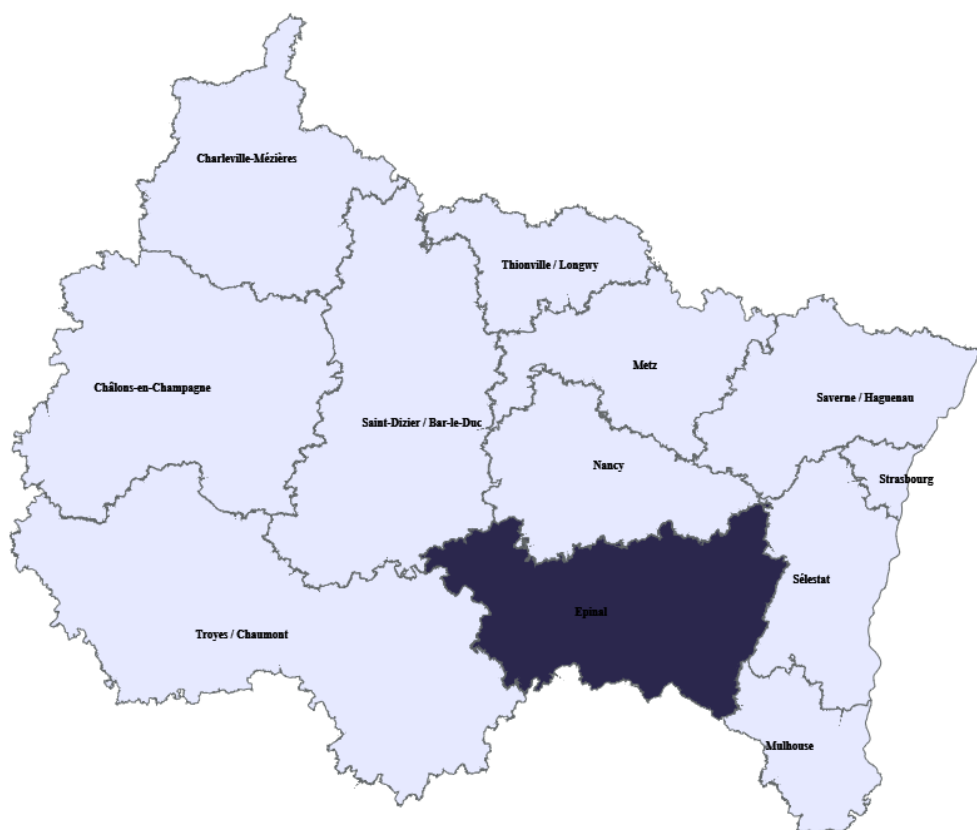 Charleville-Mézières
Thionville / Longwy
Metz
Châlons-en-Champagne
Saverne / Haguenau
Saint-Dizier / Bar-le-Duc
Nancy
Strasbourg
Sélestat
Epinal
Troyes / Chaumont
Mulhouse